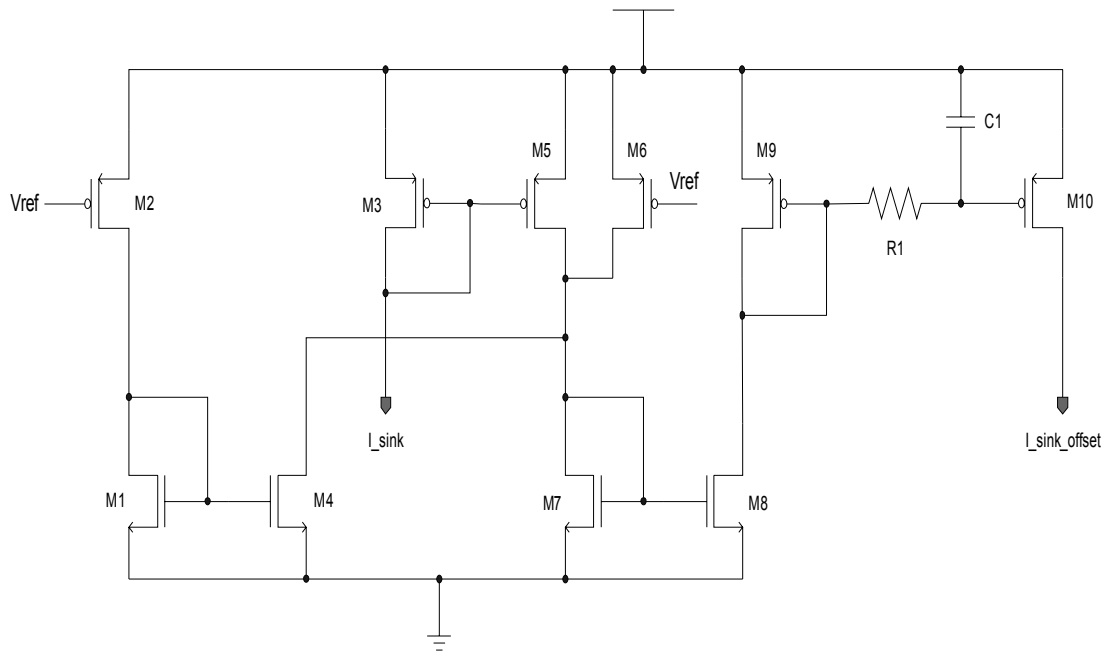 C1
M5
M6
M9
Vref
M2
M3
Vref
M10
R1
I_sink
I_sink_offset
M1
M4
M7
M8